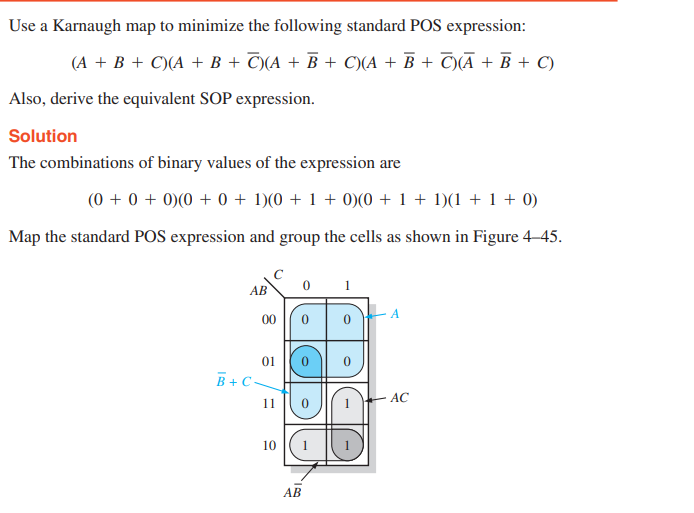 Use a Karnaugh map to minimize the following standard POS expression:
(A + B + C)(A + B + C̅)(A + B̅ + C)(A + B̅ + C̅)(A̅ + B̅ + C)
Also, derive the equivalent SOP expression.
Solution
The combinations of binary values of the expression are
(0 + 0 + 0)(0 + 0 + 1)(0 + 1 + 0)(0 + 1 + 1)(1 + 1 + 0)
Map the standard POS expression and group the cells as shown in Figure 4–45.
C
AB 0 1
00 0 0 A
01 0 0
B̅ + C
11 0 1 AC
10 1 1
AB̅